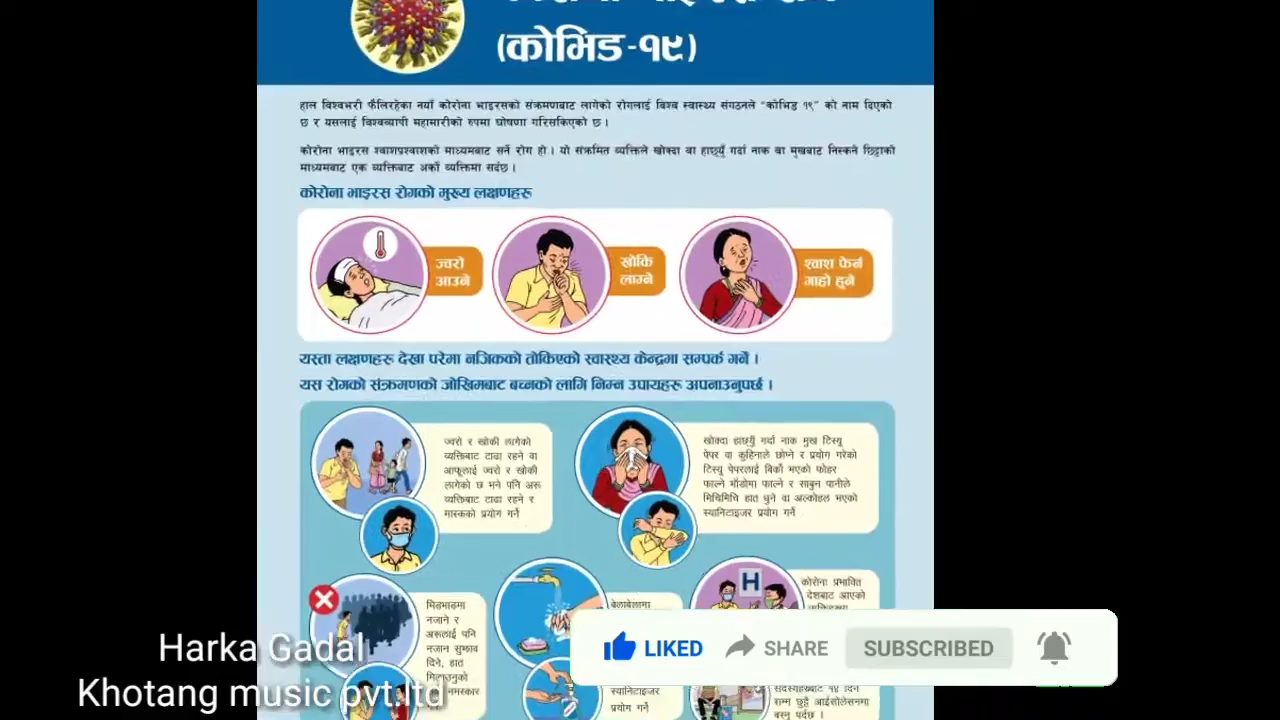 (कोभिड-१९)
हाल विश्वभरी फैलिरहेका नयाँ कोरोना भाइरसको संक्रमणबाट लागेको रोगलाई बिश्व स्वास्थ्य संगठनले "कोभिड १९" को नाम दिएको
छ र यसलाई विश्वव्यापी महामारीको रुपमा घोषणा गरिसकिएको छ ।
कोरोना भाइरस श्वाशप्रश्वाशको माध्यमबाट सर्ने रोग हो । यो संक्रमित व्यक्तिले खोक्दा वा हाछ्युँ गर्दा नाक वा मुखबाट निस्कने छिट्टाको
माध्यमबाट एक व्यक्तिबाट अर्को व्यक्तिमा सर्दछ ।
कोरोना भाइरस रोगको मुख्य लक्षणहरू
ज्वरो
आउने
खोकि
लाग्ने
श्वाश फेर्न
गाह्रो हुने
यस्ता लक्षणहरू देखा परेमा नजिकको तोकिएको स्वास्थ्य केन्द्रमा सम्पर्क गर्ने ।
यस रोगको संक्रमणको जोखिमबाट बच्नको लागि निम्न उपायहरू अपनाउनुपर्छ ।
ज्वरो र खोकी लागेको
व्यक्तिबाट टाढा रहने वा
आफूलाई ज्वरो र खोकी
लागेको छ भने पनि अरू
व्यक्तिबाट टाढा रहने र
मास्कको प्रयोग गर्ने
खोक्दा हाछ्युँ गर्दा नाक मुख टिस्यू
पेपर वा कुहिनाले छोप्ने र प्रयोग गरेको
टिस्यू पेपरलाई बिर्को भएको फोहर
फाल्ने भाँडोमा फाल्ने र साबुन पानीले
मिचिमिचि हात धुने वा अल्कोहल भएको
स्यानिटाइजर प्रयोग गर्ने
भिडभाडमा
नजाने र
अरूलाई पनि
नजान सुझाव
दिने, हात
नमस्कार
बेलाबेलामा
स्यानिटाइजर
प्रयोग गर्ने
H
कोरोना प्रभावित
देशबाट आएको
सदस्यहरूबाट १४ दिन
सम्म छुट्टै आईसोलेसनमा
बस्नु पर्दछ ।
LIKED
SHARE
SUBSCRIBED
Harka Gadal
Khotang music pvt.ltd